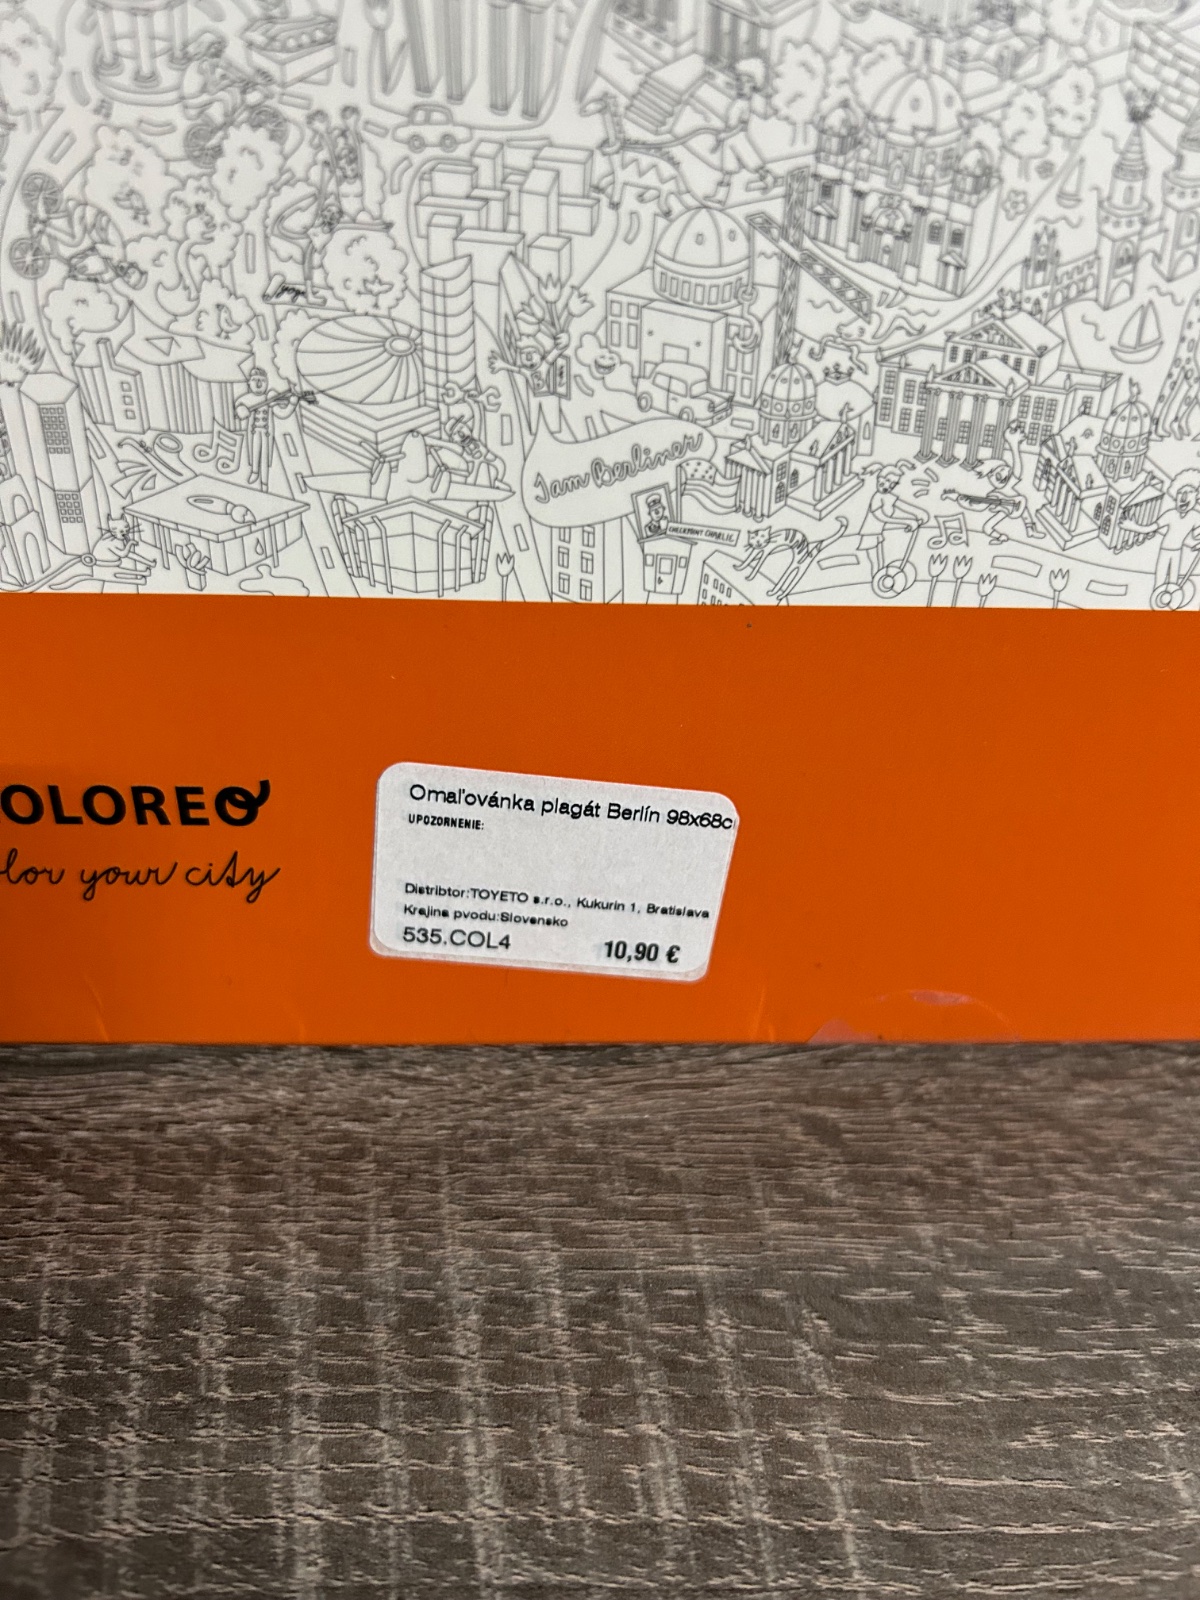 yoga
Jam Berliner
CHECKPOINT CHARLIE
OLOREO
lor your city
Omaľovánka plagát Berlín 98x68c
UPOZORNENIE:
Distribtor:TOYETO s.r.o., Kukurin 1, Bratislava
Krajina pvodu:Slovensko
535.COL4 10,90 €